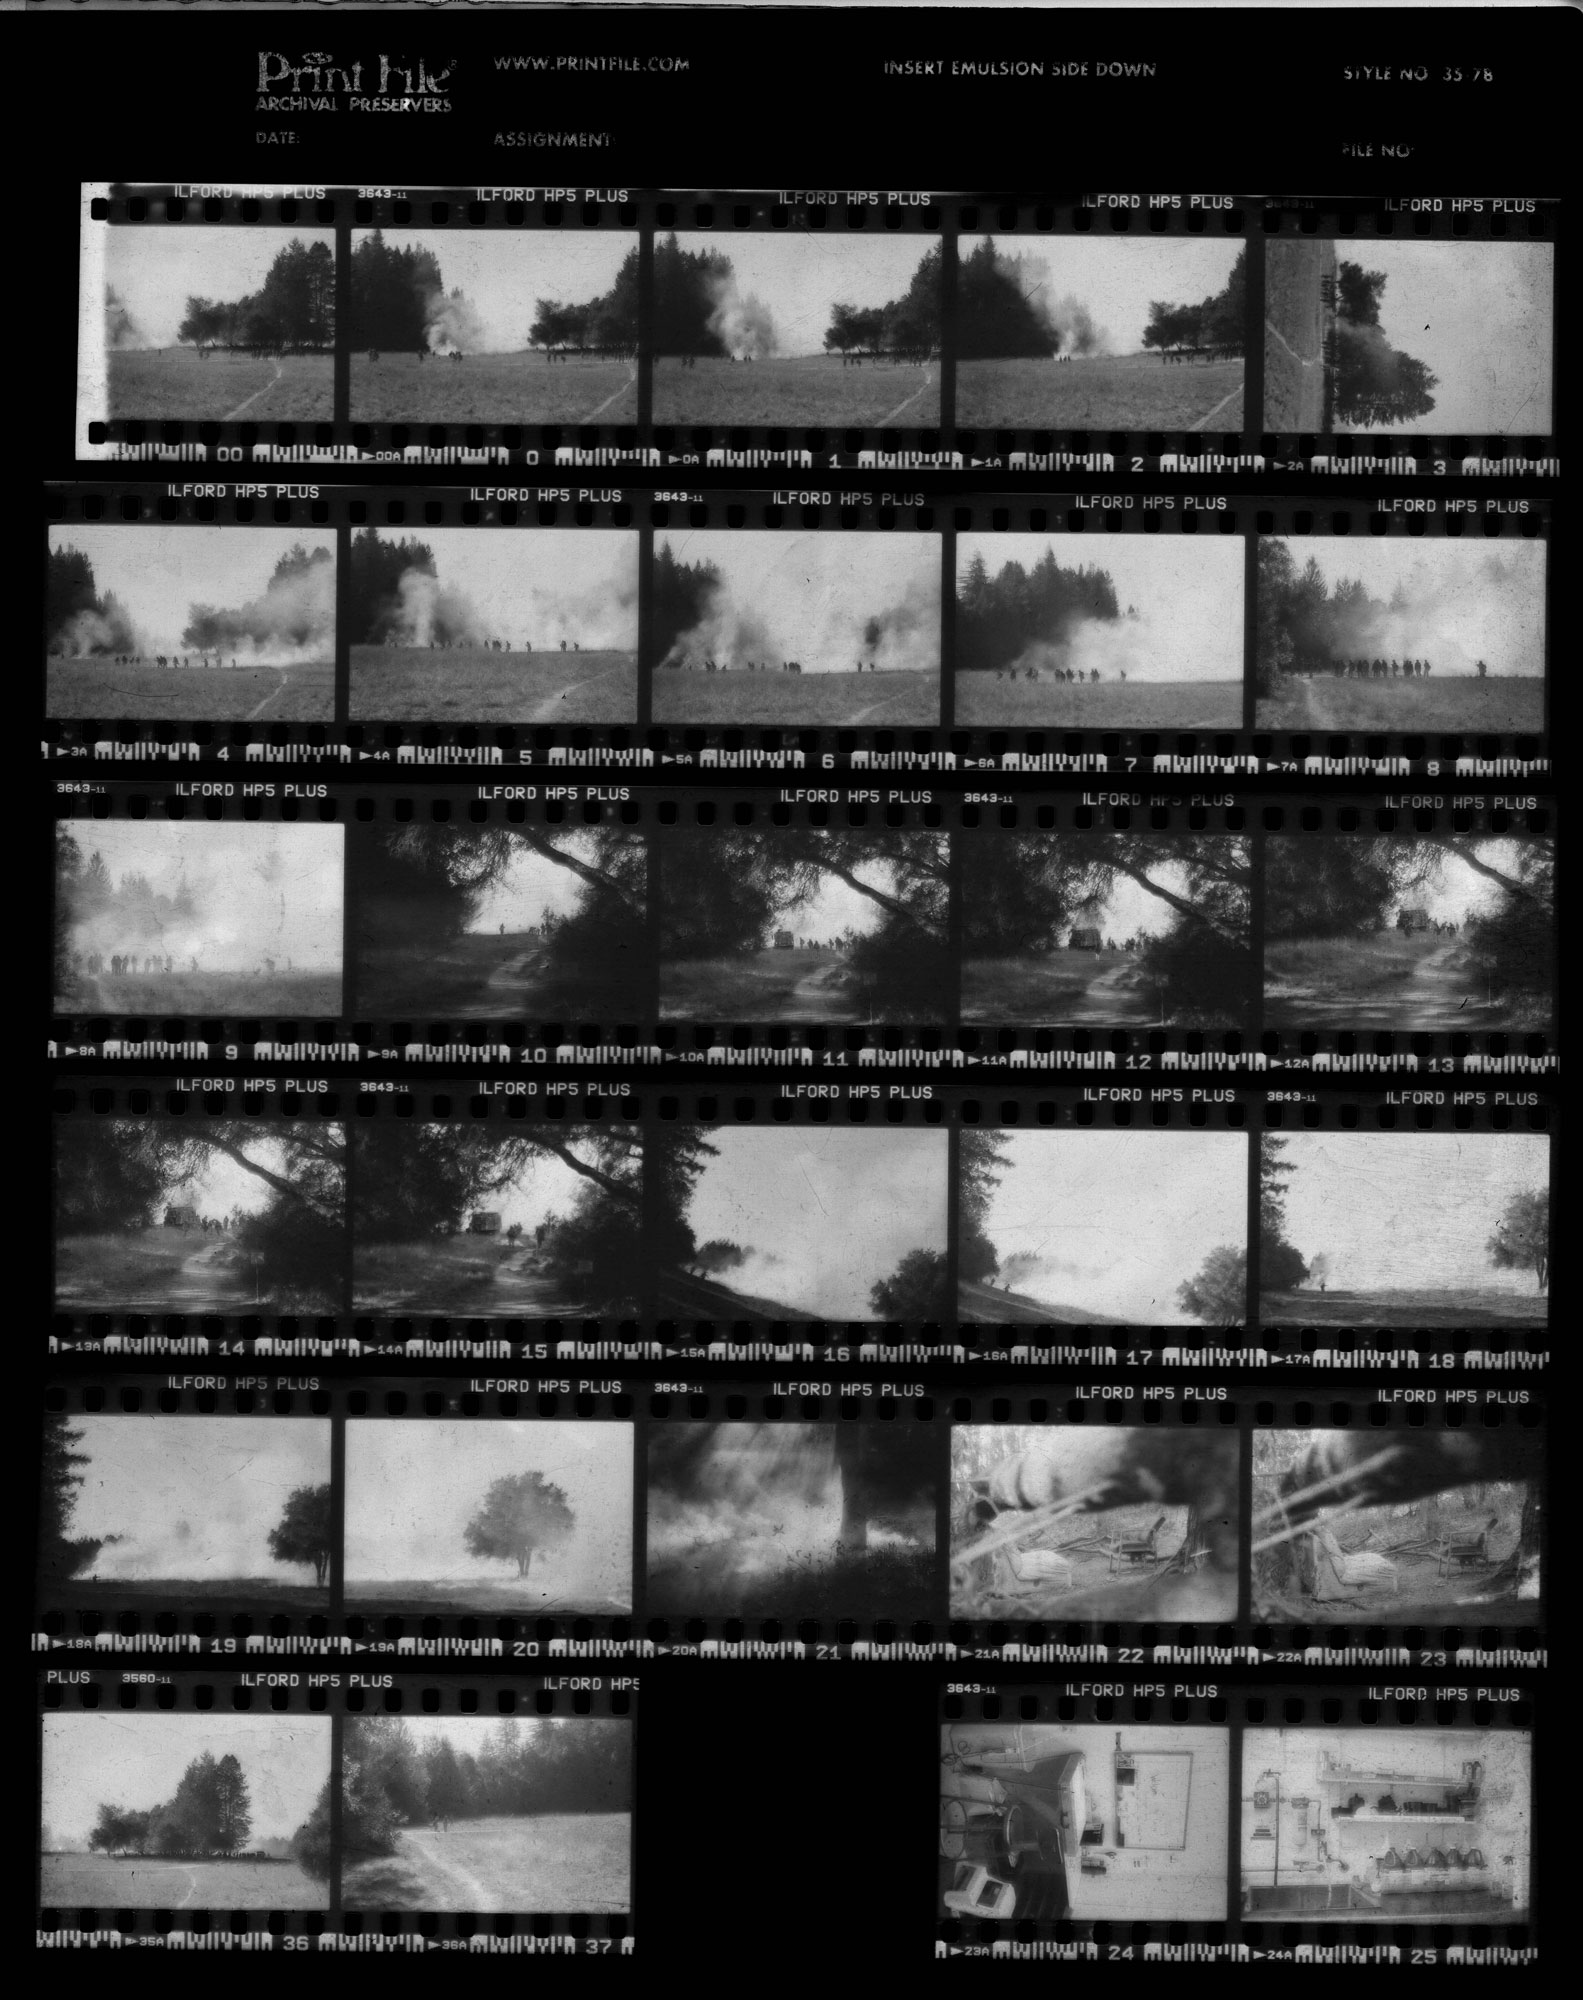 Print File® WWW.PRINTFILE.COM INSERT EMULSION SIDE DOWN STYLE NO. 35-7B
ARCHIVAL PRESERVERS
DATE: ASSIGNMENT: FILE NO:
ILFORD HP5 PLUS 3643-11 ILFORD HP5 PLUS ILFORD HP5 PLUS ILFORD HP5 PLUS 3643-11 ILFORD HP5 PLUS
00 ►00A 0 ►0A 1 ►1A 2 ►2A 3
ILFORD HP5 PLUS ILFORD HP5 PLUS 3643-11 ILFORD HP5 PLUS ILFORD HP5 PLUS ILFORD HP5 PLUS
►3A 4 ►4A 5 ►5A 6 ►6A 7 ►7A 8
3643-11 ILFORD HP5 PLUS ILFORD HP5 PLUS ILFORD HP5 PLUS 3643-11 ILFORD HP5 PLUS ILFORD HP5 PLUS
►8A 9 ►9A 10 ►10A 11 ►11A 12 ►12A 13
ILFORD HP5 PLUS 3643-11 ILFORD HP5 PLUS ILFORD HP5 PLUS ILFORD HP5 PLUS 3643-11 ILFORD HP5 PLUS
►13A 14 ►14A 15 ►15A 16 ►16A 17 ►17A 18
ILFORD HP5 PLUS ILFORD HP5 PLUS 3643-11 ILFORD HP5 PLUS ILFORD HP5 PLUS ILFORD HP5 PLUS
►18A 19 ►19A 20 ►20A 21 ►21A 22 ►22A 23
PLUS 3560-11 ILFORD HP5 PLUS ILFORD HP5 3643-11 ILFORD HP5 PLUS ILFORD HP5 PLUS
►35A 36 ►36A 37 ►23A 24 ►24A 25